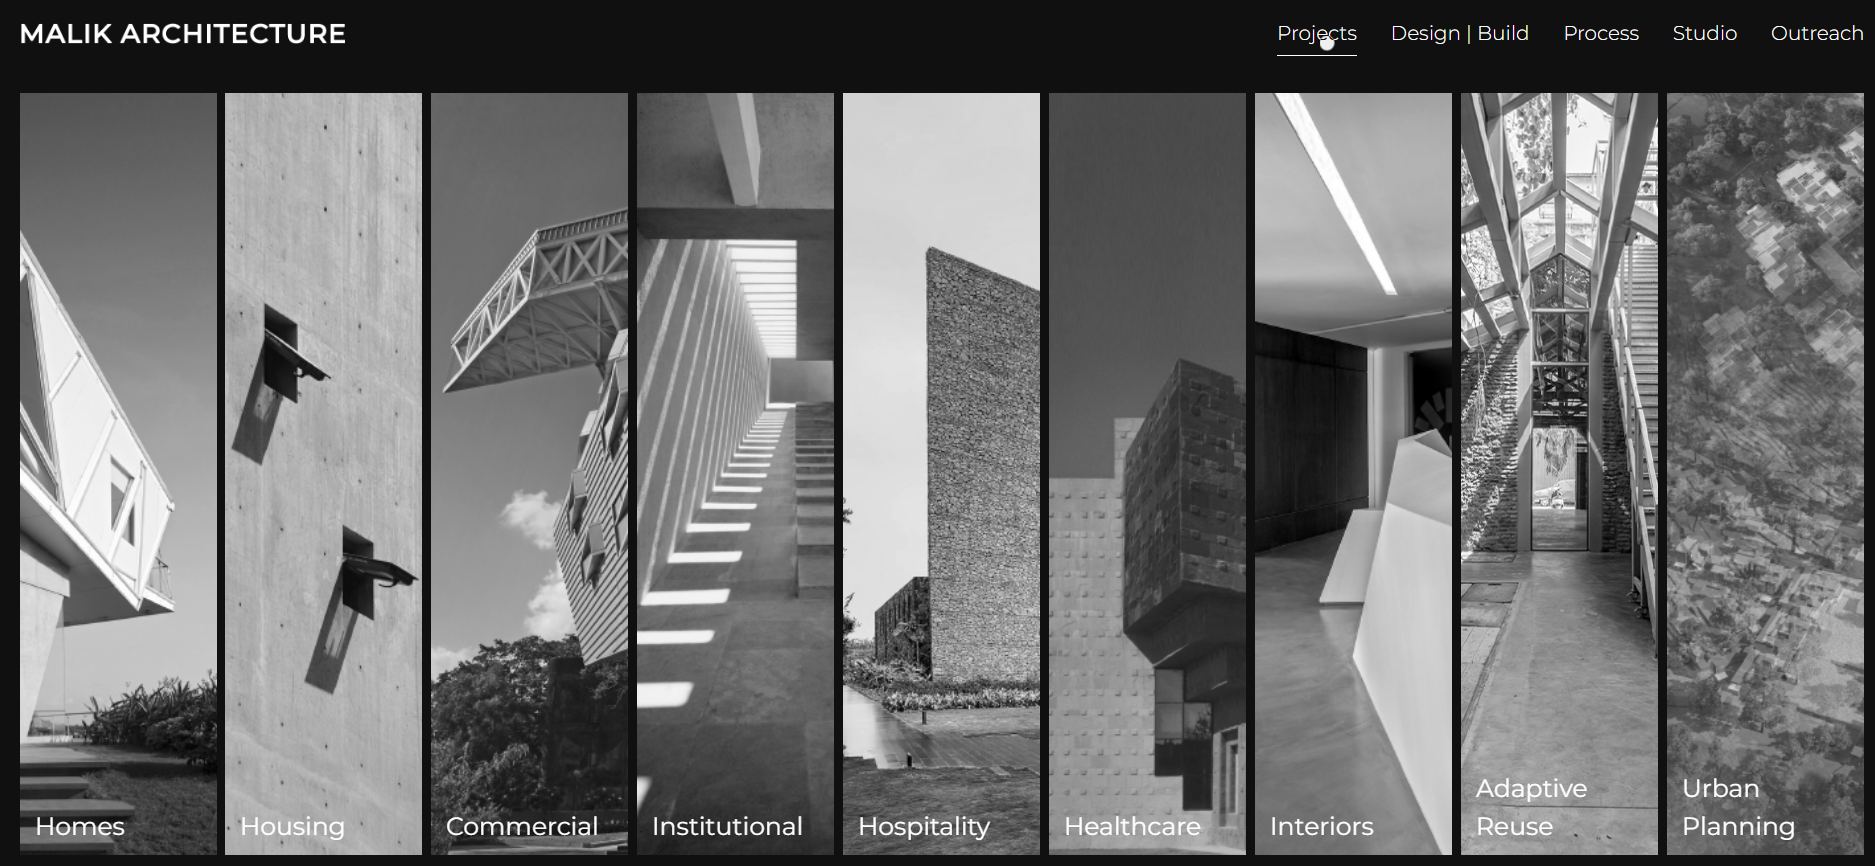 MALIK ARCHITECTURE
Projects
Design | Build
Process
Studio
Outreach
Homes
Housing
Commercial
Institutional
Hospitality
Healthcare
Interiors
Adaptive
Reuse
Urban
Planning